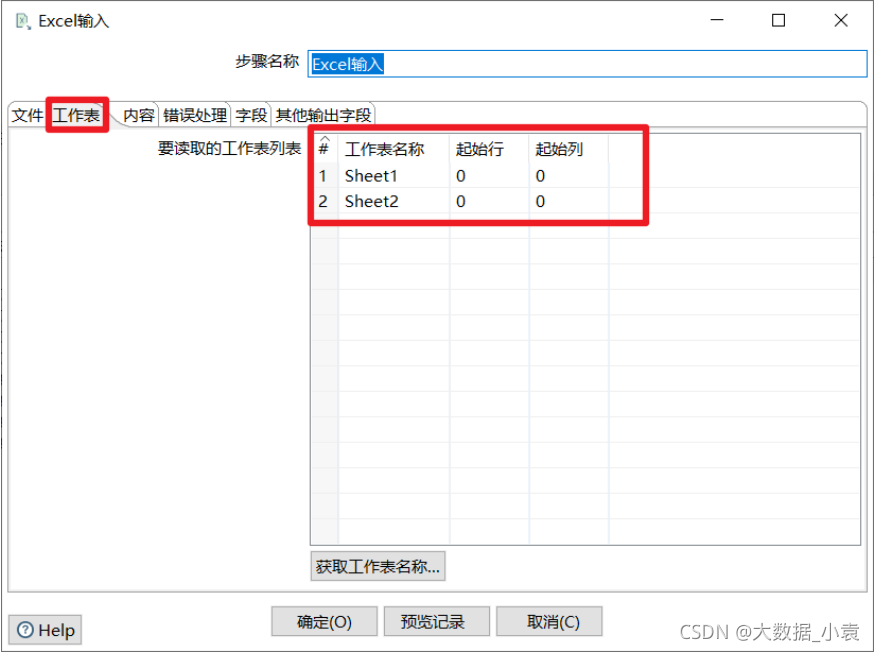 Excel输入
步骤名称 Excel输入
文件 工作表 内容 错误处理 字段 其他输出字段
要读取的工作表列表 # 工作表名称 起始行 起始列
1 Sheet1 0 0
2 Sheet2 0 0
获取工作表名称...
Help 确定(O) 预览记录 取消(C)
CSDN @大数据_小袁